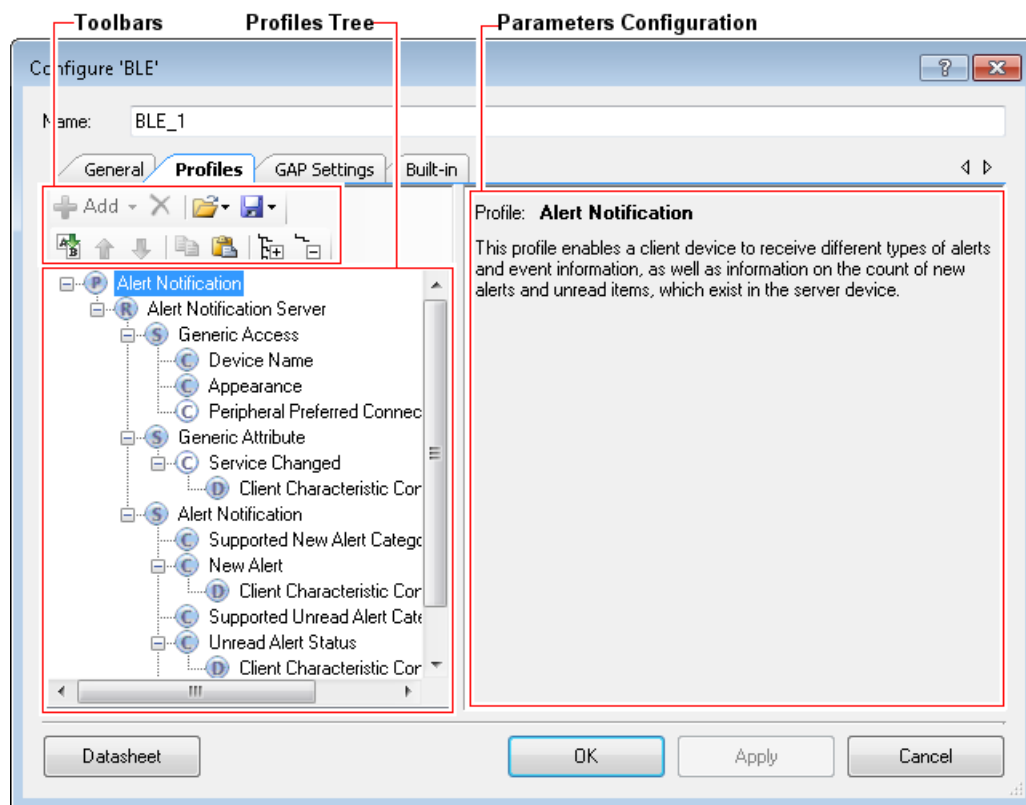 Toolbars
Profiles Tree
Parameters Configuration
Configure 'BLE'
Name: BLE_1
General
Profiles
GAP Settings
Built-in
Add
Alert Notification
Alert Notification Server
Generic Access
Device Name
Appearance
Peripheral Preferred Connec
Generic Attribute
Service Changed
Client Characteristic Cor
Alert Notification
Supported New Alert Catego
New Alert
Client Characteristic Cor
Supported Unread Alert Cate
Unread Alert Status
Client Characteristic Cor
Profile: Alert Notification
This profile enables a client device to receive different types of alerts
and event information, as well as information on the count of new
alerts and unread items, which exist in the server device.
Datasheet
OK
Apply
Cancel